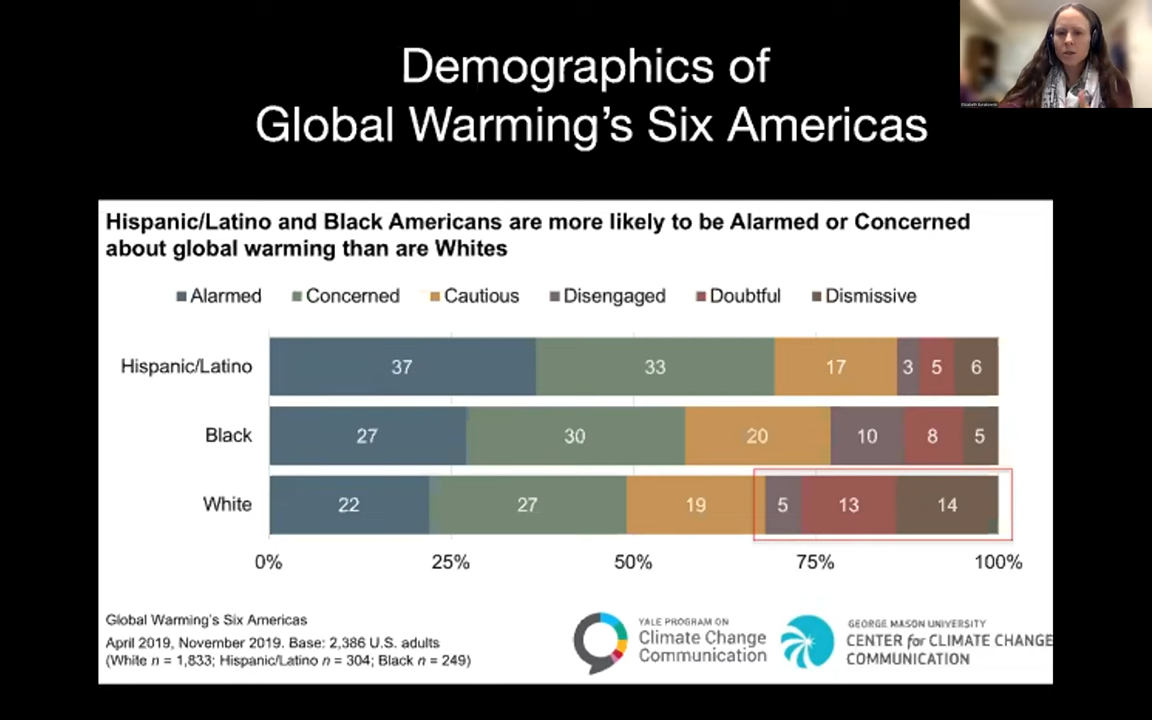 Demographics of
Global Warming's Six Americas
Hispanic/Latino and Black Americans are more likely to be Alarmed or Concerned
about global warming than are Whites
Alarmed Concerned Cautious Disengaged Doubtful Dismissive
Hispanic/Latino 37 33 17 3 5 6
Black 27 30 20 10 8 5
White 22 27 19 5 13 14
0% 25% 50% 75% 100%
Global Warming's Six Americas
April 2019, November 2019. Base: 2,386 U.S. adults
(White n = 1,833; Hispanic/Latino n = 304; Black n = 249)
YALE PROGRAM ON
Climate Change
Communication
GEORGE MASON UNIVERSITY
CENTER for CLIMATE CHANGE
COMMUNICATION